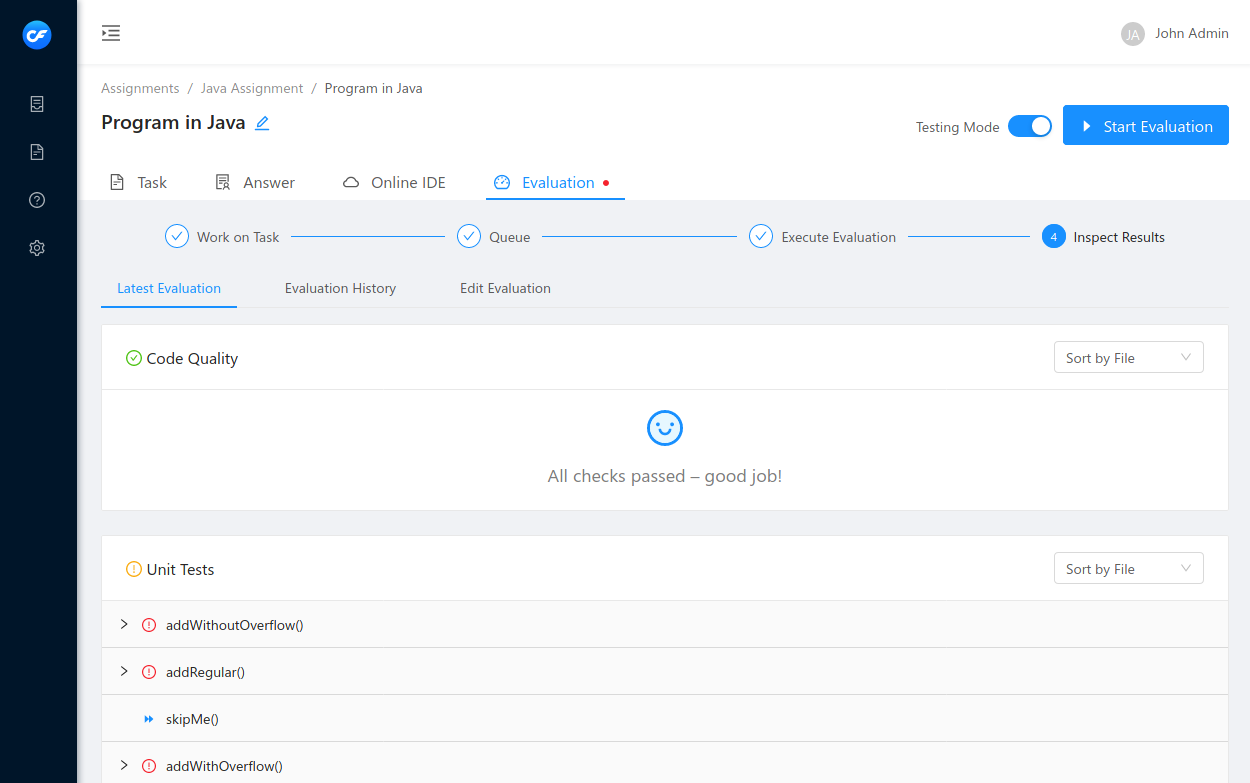 CF
JA John Admin
Assignments / Java Assignment / Program in Java
Program in Java
Testing Mode
Start Evaluation
Task
Answer
Online IDE
Evaluation
Work on Task
Queue
Execute Evaluation
4 Inspect Results
Latest Evaluation
Evaluation History
Edit Evaluation
Code Quality
Sort by File
All checks passed – good job!
Unit Tests
Sort by File
addWithoutOverflow()
addRegular()
skipMe()
addWithOverflow()